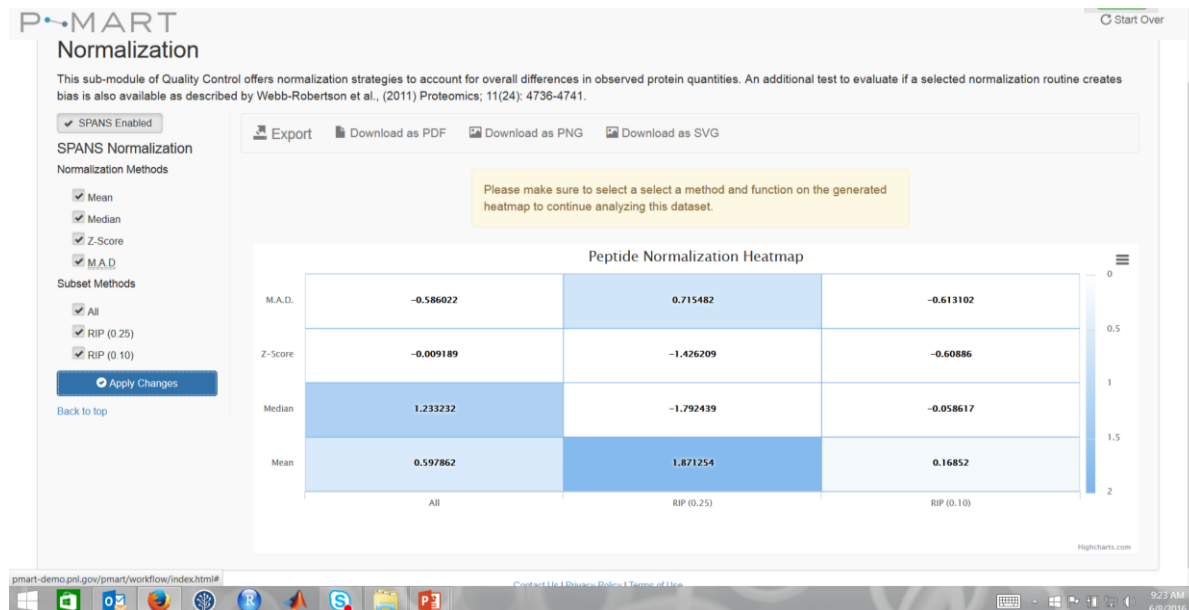 P MART
Start Over
Normalization
This sub-module of Quality Control offers normalization strategies to account for overall differences in observed protein quantities. An additional test to evaluate if a selected normalization routine creates
bias is also available as described by Webb-Robertson et al., (2011) Proteomics; 11(24): 4736-4741.
SPANS Enabled
SPANS Normalization
Normalization Methods
Mean
Median
Z-Score
M.A.D
Subset Methods
All
RIP (0.25)
RIP (0.10)
Apply Changes
Back to top
Export Download as PDF Download as PNG Download as SVG
Please make sure to select a select a method and function on the generated
heatmap to continue analyzing this dataset.
Peptide Normalization Heatmap
M.A.D. -0.586022 0.715482 -0.613102
Z-Score -0.009189 -1.426209 -0.60886
Median 1.233232 -1.792439 -0.058617
Mean 0.597862 1.871254 0.16852
All RIP (0.25) RIP (0.10)
0
0.5
1
1.5
2
Highcharts.com
pmart-demo.pnl.gov/pmart/workflow/index.html#
Contact Us | Privacy Policy | Terms of Use
9:23 AM
6/8/2016